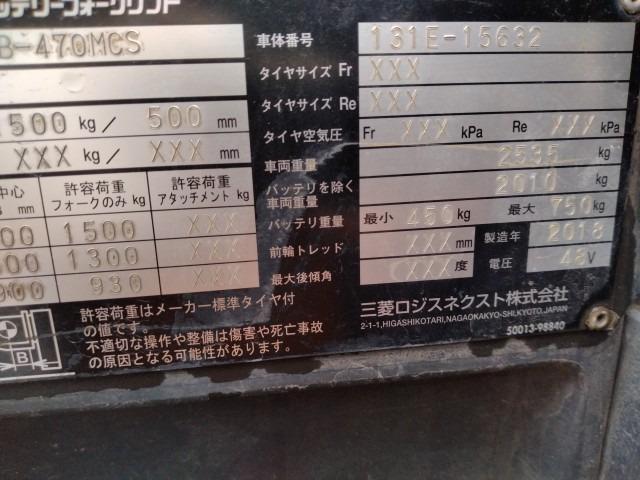 ッテリーフォークリフト
B-470MCS
1500 kg/ 500 mm
XXX kg/ XXX mm
中心 許容荷重 許容荷重
mm フォークのみ kg アタッチメント kg
00 1500 XXX
600 1300 XXX
900 930 XXX
許容荷重はメーカー標準タイヤ付
の値です。
不適切な操作や整備は傷害や死亡事故
の原因となる可能性があります。
B
車体番号 131E-15632
タイヤサイズ Fr XXX
タイヤサイズ Re XXX
タイヤ空気圧 Fr XXX kPa Re XXX kPa
車両重量 2535 kg
バッテリを除く 2010 kg
車両重量
バッテリ重量 最小 450 kg 最大 750 kg
前輪トレッド XXX mm 製造年 2018
最大後傾角 XXX 度 電圧 48 V
三菱ロジスネクスト株式会社
2-1-1,HIGASHIKOTARI,NAGAOKAKYO-SHI,KYOTO,JAPAN
50013-98840